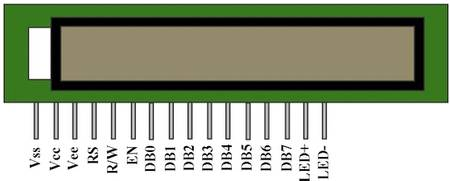 Vss
Vcc
Vee
RS
R/W
EN
DB0
DB1
DB2
DB3
DB4
DB5
DB6
DB7
LED+
LED-